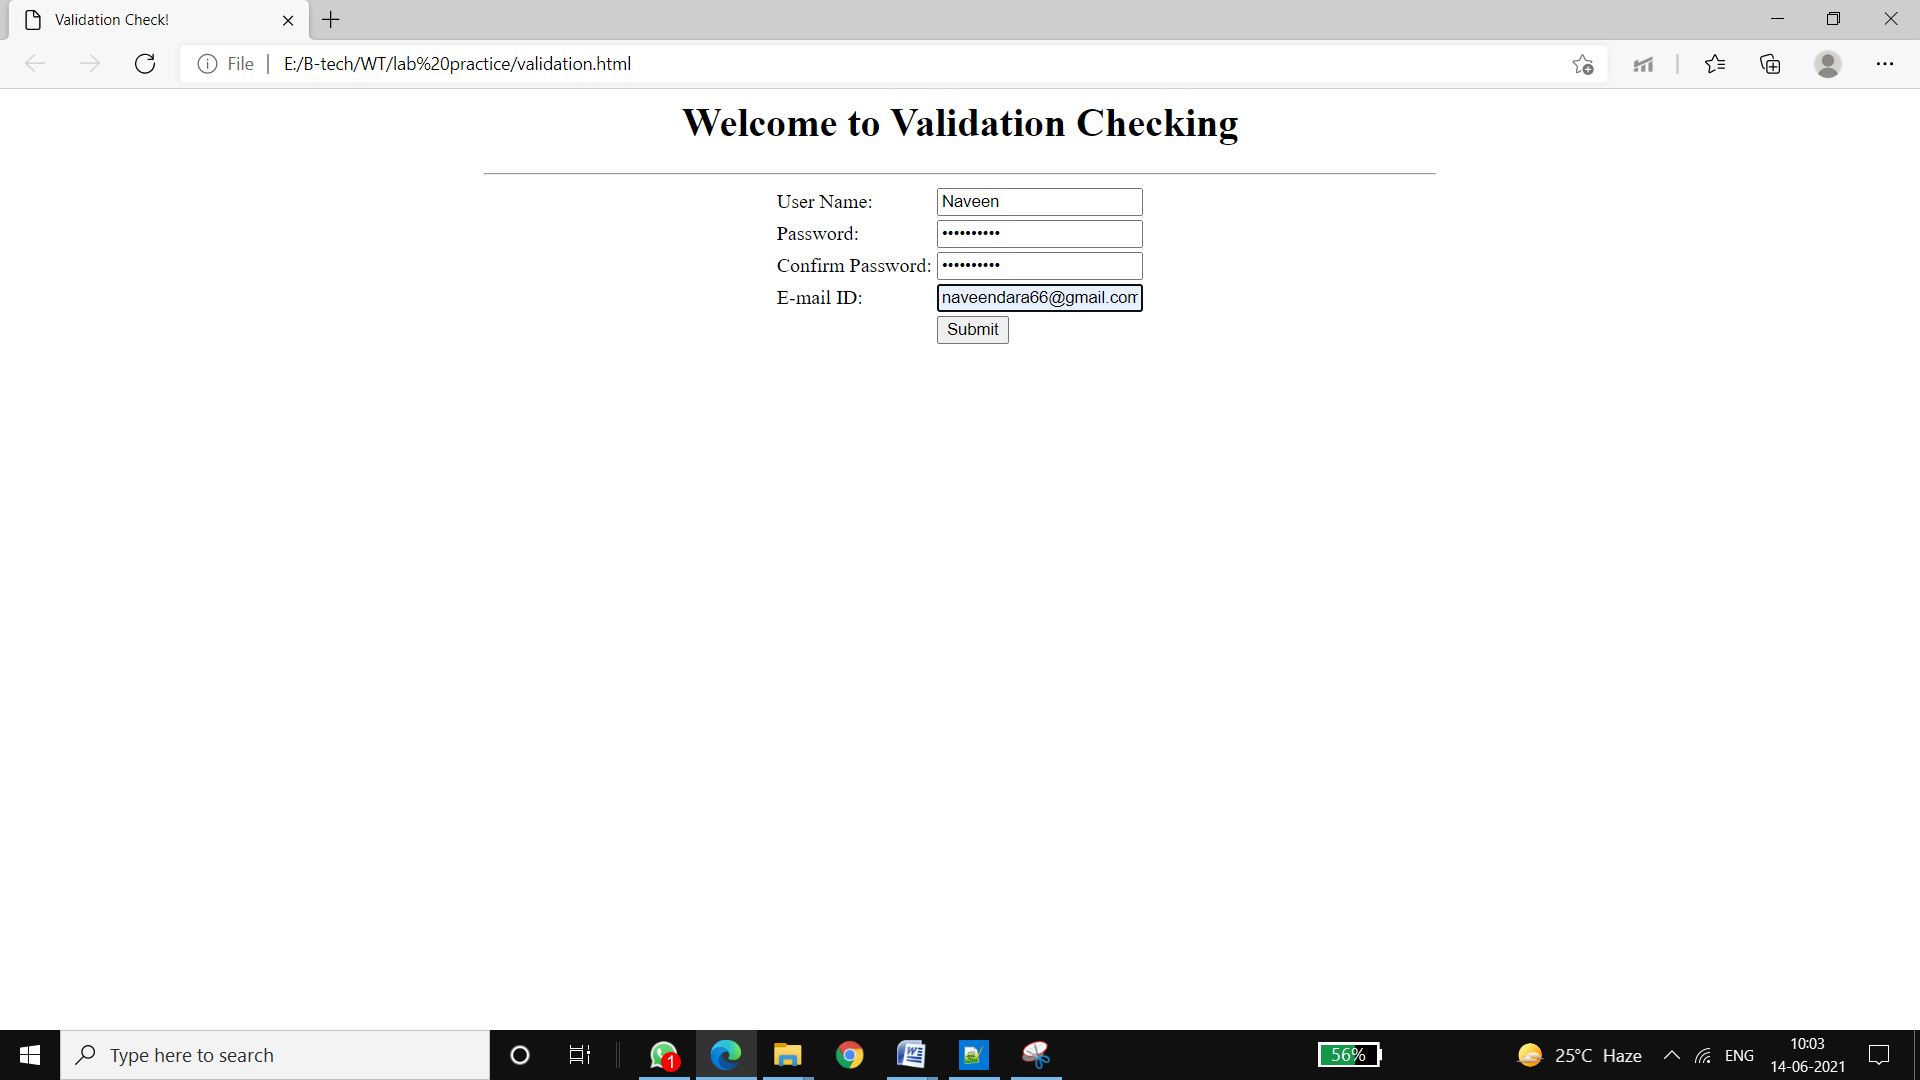 Validation Check!
File
E:/B-tech/WT/lab%20practice/validation.html
Welcome to Validation Checking
User Name: Naveen
Password: ••••••••••
Confirm Password: ••••••••••
E-mail ID: naveendara66@gmail.com
Submit
Type here to search
1
56%
25°C Haze
ENG
10:03
14-06-2021